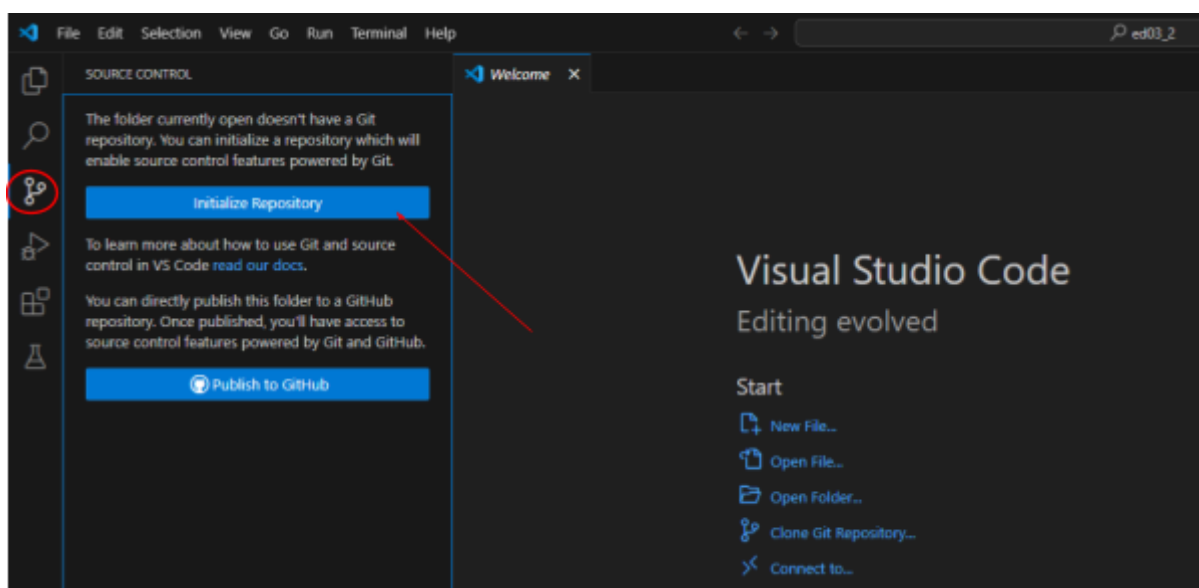 File Edit Selection View Go Run Terminal Help
ed03_2
SOURCE CONTROL
Welcome
The folder currently open doesn't have a Git
repository. You can initialize a repository which will
enable source control features powered by Git.
Initialize Repository
To learn more about how to use Git and source
control in VS Code read our docs.
You can directly publish this folder to a GitHub
repository. Once published, you'll have access to
source control features powered by Git and GitHub.
Publish to GitHub
Visual Studio Code
Editing evolved
Start
New File...
Open File...
Open Folder...
Clone Git Repository...
Connect to...